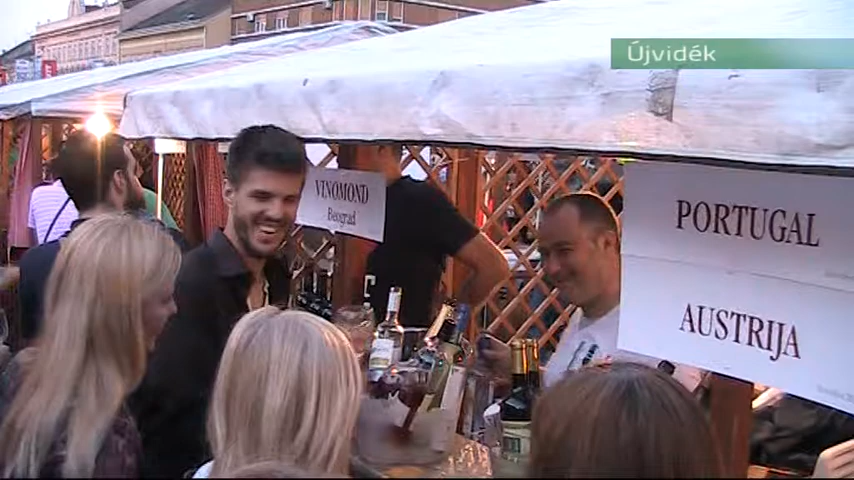 Újvidék
VINOMOND
Beograd
PORTUGAL
AUSTRIJA